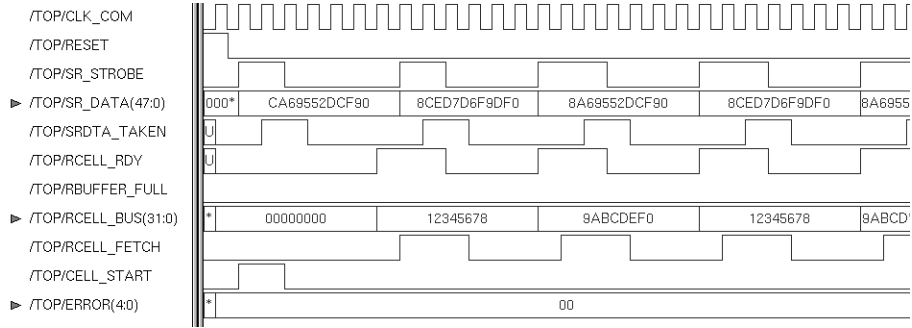 /TOP/CLK_COM
/TOP/RESET
/TOP/SR_STROBE
/TOP/SR_DATA(47:0) 000* CA69552DCF90 8CED7D6F9DF0 8A69552DCF90 8CED7D6F9DF0 8A6955
/TOP/SRDTA_TAKEN U
/TOP/RCELL_RDY U
/TOP/RBUFFER_FULL
/TOP/RCELL_BUS(31:0) * 00000000 12345678 9ABCDEF0 12345678 9ABCD*
/TOP/RCELL_FETCH
/TOP/CELL_START
/TOP/ERROR(4:0) * 00